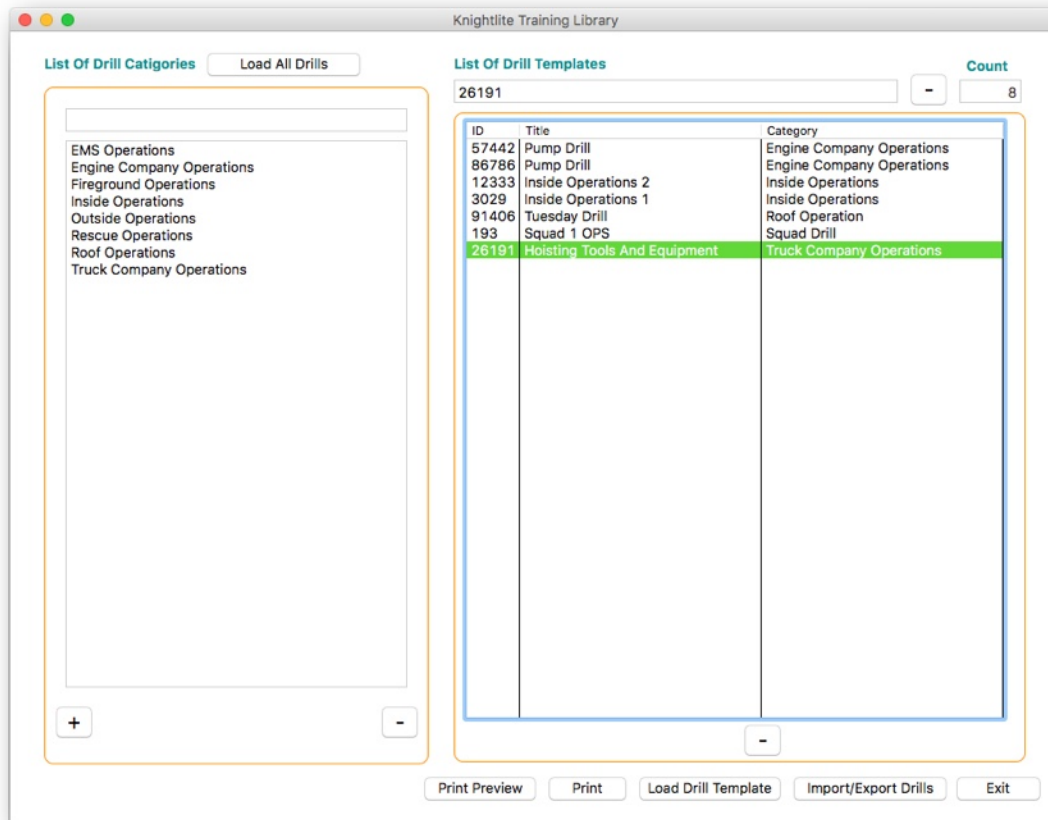 Knightlite Training Library
List Of Drill Catigories
Load All Drills
EMS Operations
Engine Company Operations
Fireground Operations
Inside Operations
Outside Operations
Rescue Operations
Roof Operations
Truck Company Operations
+
-
List Of Drill Templates
Count
26191
-
8
ID Title Category
57442 Pump Drill Engine Company Operations
86786 Pump Drill Engine Company Operations
12333 Inside Operations 2 Inside Operations
3029 Inside Operations 1 Inside Operations
91406 Tuesday Drill Roof Operation
193 Squad 1 OPS Squad Drill
26191 Hoisting Tools And Equipment Truck Company Operations
-
Print Preview
Print
Load Drill Template
Import/Export Drills
Exit